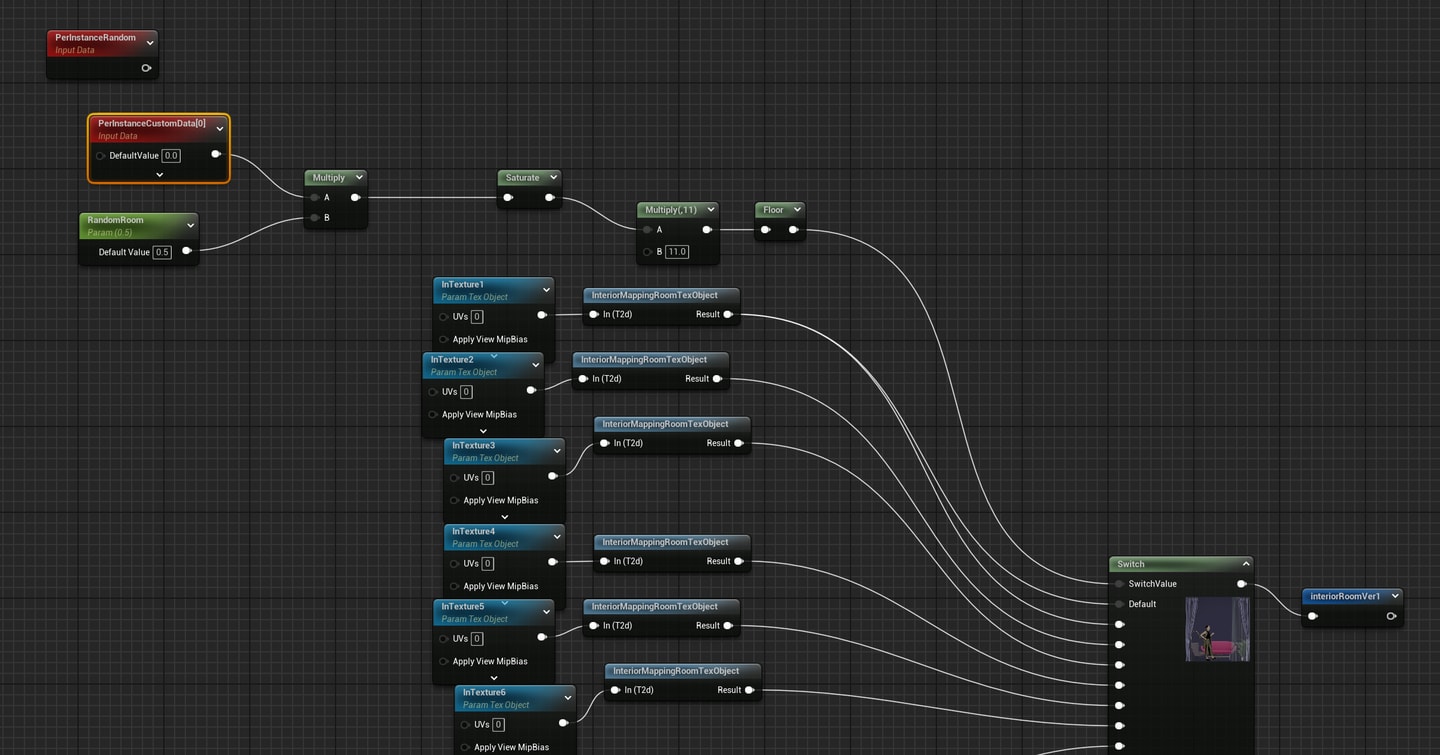 PerInstanceRandom
Input Data
PerInstanceCustomData[0]
Input Data
DefaultValue 0.0
RandomRoom
Param (0.5)
Default Value 0.5
Multiply
A
B
Saturate
Multiply(,11)
A
B 11.0
Floor
InTexture1
Param Tex Object
UVs 0
Apply View MipBias
InteriorMappingRoomTexObject
In (T2d) Result
InTexture2
Param Tex Object
UVs 0
Apply View MipBias
InteriorMappingRoomTexObject
In (T2d) Result
InTexture3
Param Tex Object
UVs 0
Apply View MipBias
InteriorMappingRoomTexObject
In (T2d) Result
InTexture4
Param Tex Object
UVs 0
Apply View MipBias
InteriorMappingRoomTexObject
In (T2d) Result
InTexture5
Param Tex Object
UVs 0
Apply View MipBias
InteriorMappingRoomTexObject
In (T2d) Result
InTexture6
Param Tex Object
UVs 0
Apply View MipBias
InteriorMappingRoomTexObject
In (T2d) Result
Switch
SwitchValue
Default
interiorRoomVer1